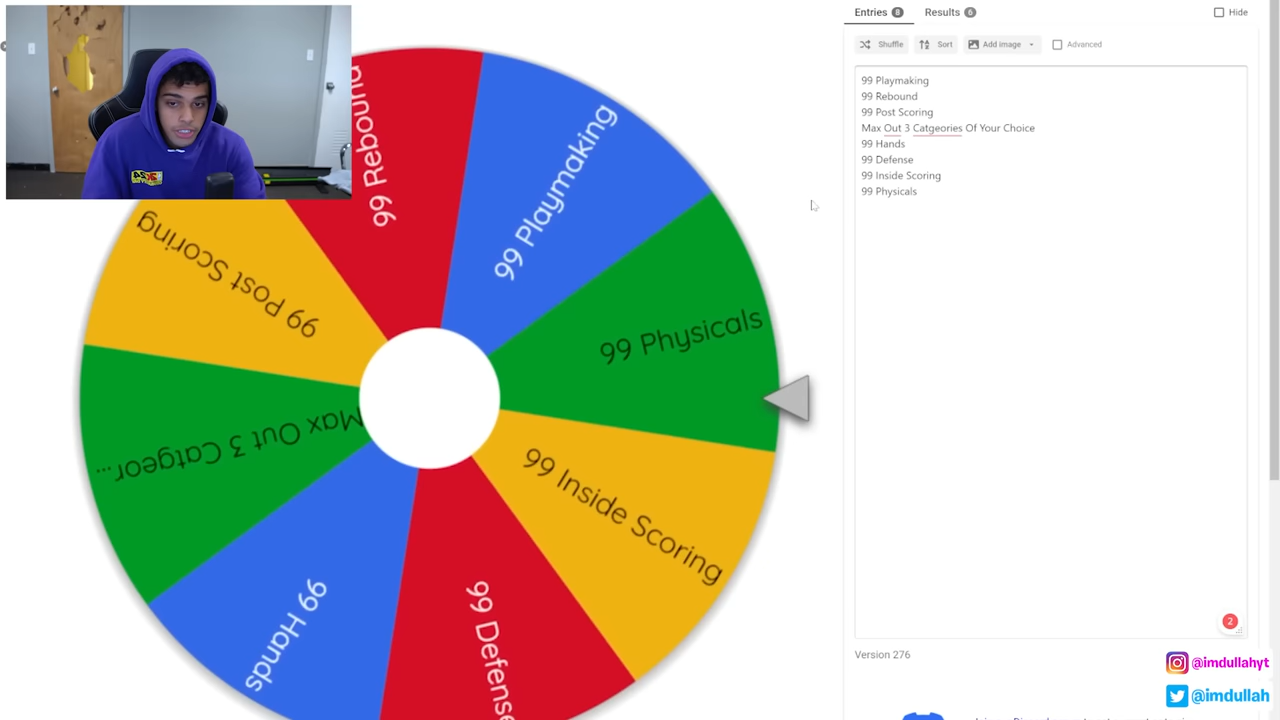 Entries 8
Results 6
Hide
Shuffle
Sort
Add image
Advanced
99 Playmaking
99 Rebound
99 Post Scoring
Max Out 3 Catgeories Of Your Choice
99 Hands
99 Defense
99 Inside Scoring
99 Physicals
2
Version 276
@imdullahyt
@imdullah
99 Rebound
99 Playmaking
99 Physicals
99 Inside Scoring
99 Defense
99 Hands
Max Out 3 Catgeor...
99 Post Scoring